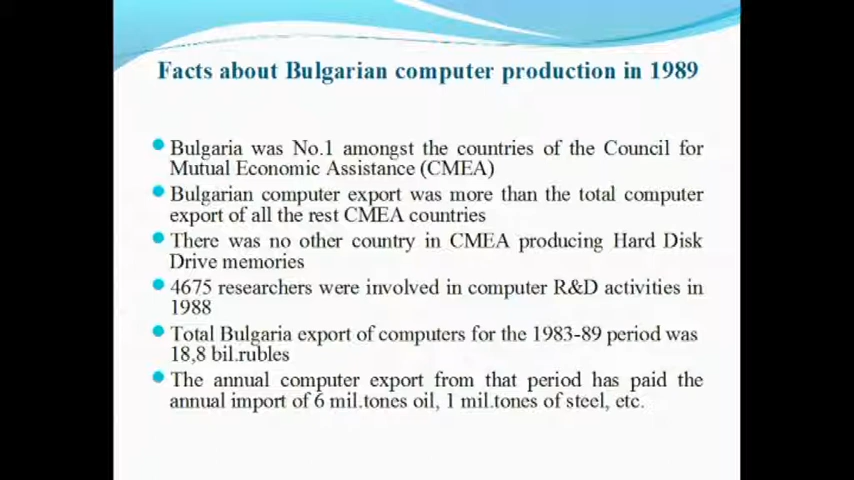 Facts about Bulgarian computer production in 1989
Bulgaria was No.1 amongst the countries of the Council for
Mutual Economic Assistance (CMEA)
Bulgarian computer export was more than the total computer
export of all the rest CMEA countries
There was no other country in CMEA producing Hard Disk
Drive memories
4675 researchers were involved in computer R&D activities in
1988
Total Bulgaria export of computers for the 1983-89 period was
18,8 bil.rubles
The annual computer export from that period has paid the
annual import of 6 mil.tones oil, 1 mil.tones of steel, etc.